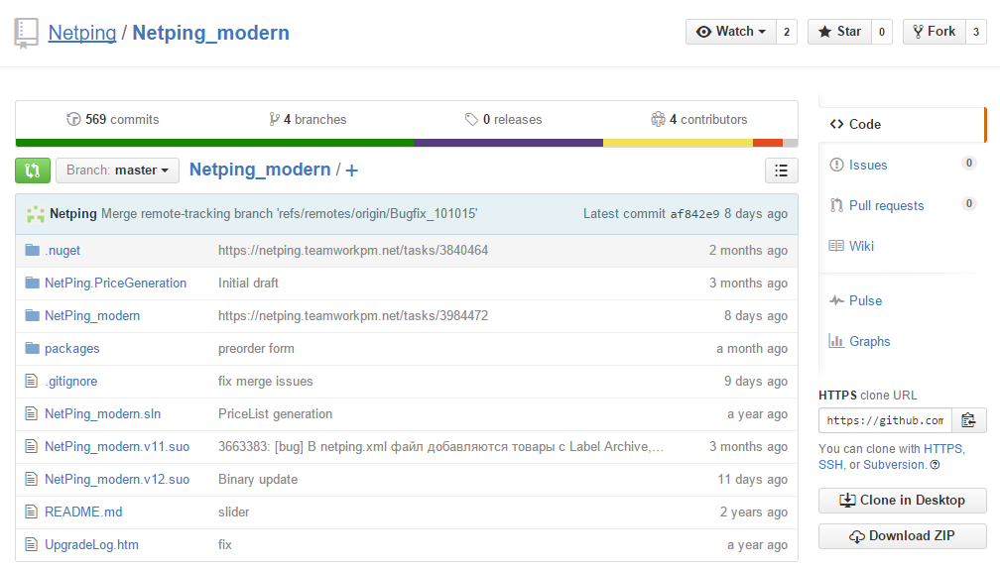 Netping / Netping_modern
Watch 2 Star 0 Fork 3
569 commits 4 branches 0 releases 4 contributors
Branch: master Netping_modern / +
Netping Merge remote-tracking branch 'refs/remotes/origin/Bugfix_101015' Latest commit af842e9 8 days ago
.nuget https://netping.teamworkpm.net/tasks/3840464 2 months ago
NetPing.PriceGeneration Initial draft 3 months ago
NetPing_modern https://netping.teamworkpm.net/tasks/3984472 8 days ago
packages preorder form a month ago
.gitignore fix merge issues 9 days ago
NetPing_modern.sln PriceList generation a year ago
NetPing_modern.v11.suo 3663383: [bug] В netping.xml файл добавляются товары с Label Archive,... 3 months ago
NetPing_modern.v12.suo Binary update 11 days ago
README.md slider 2 years ago
UpgradeLog.htm fix a year ago
Code
Issues 0
Pull requests 0
Wiki
Pulse
Graphs
HTTPS clone URL
https://github.com
You can clone with HTTPS,
SSH, or Subversion.
Clone in Desktop
Download ZIP